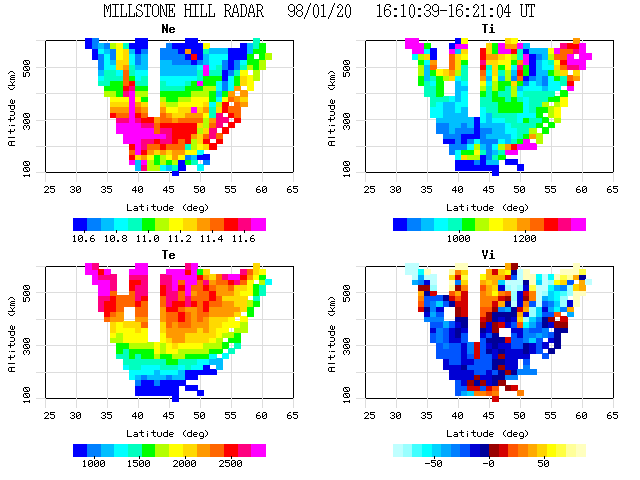 MILLSTONE HILL RADAR 98/01/20 16:10:39-16:21:04 UT
Ne
Altitude (km)
500
300
100
25 30 35 40 45 50 55 60 65
Latitude (deg)
10.6 10.8 11.0 11.2 11.4 11.6
Ti
Altitude (km)
500
300
100
25 30 35 40 45 50 55 60 65
Latitude (deg)
1000 1200
Te
Altitude (km)
500
300
100
25 30 35 40 45 50 55 60 65
Latitude (deg)
1000 1500 2000 2500
Vi
Altitude (km)
500
300
100
25 30 35 40 45 50 55 60 65
Latitude (deg)
-50 -0 50